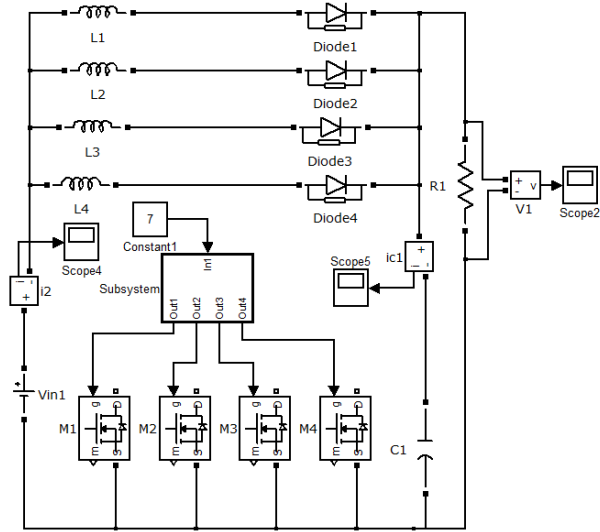 L1
Diode1
L2
Diode2
L3
Diode3
L4
Diode4
R1
+
-
v
V1
Scope2
7
Constant1
Scope4
i
-
+
i2
In1
Subsystem
Out1
Out2
Out3
Out4
Scope5
ic1
-
i
+
+
Vin1
g
D
m
S
M1
g
D
m
S
M2
g
D
m
S
M3
g
D
m
S
M4
C1